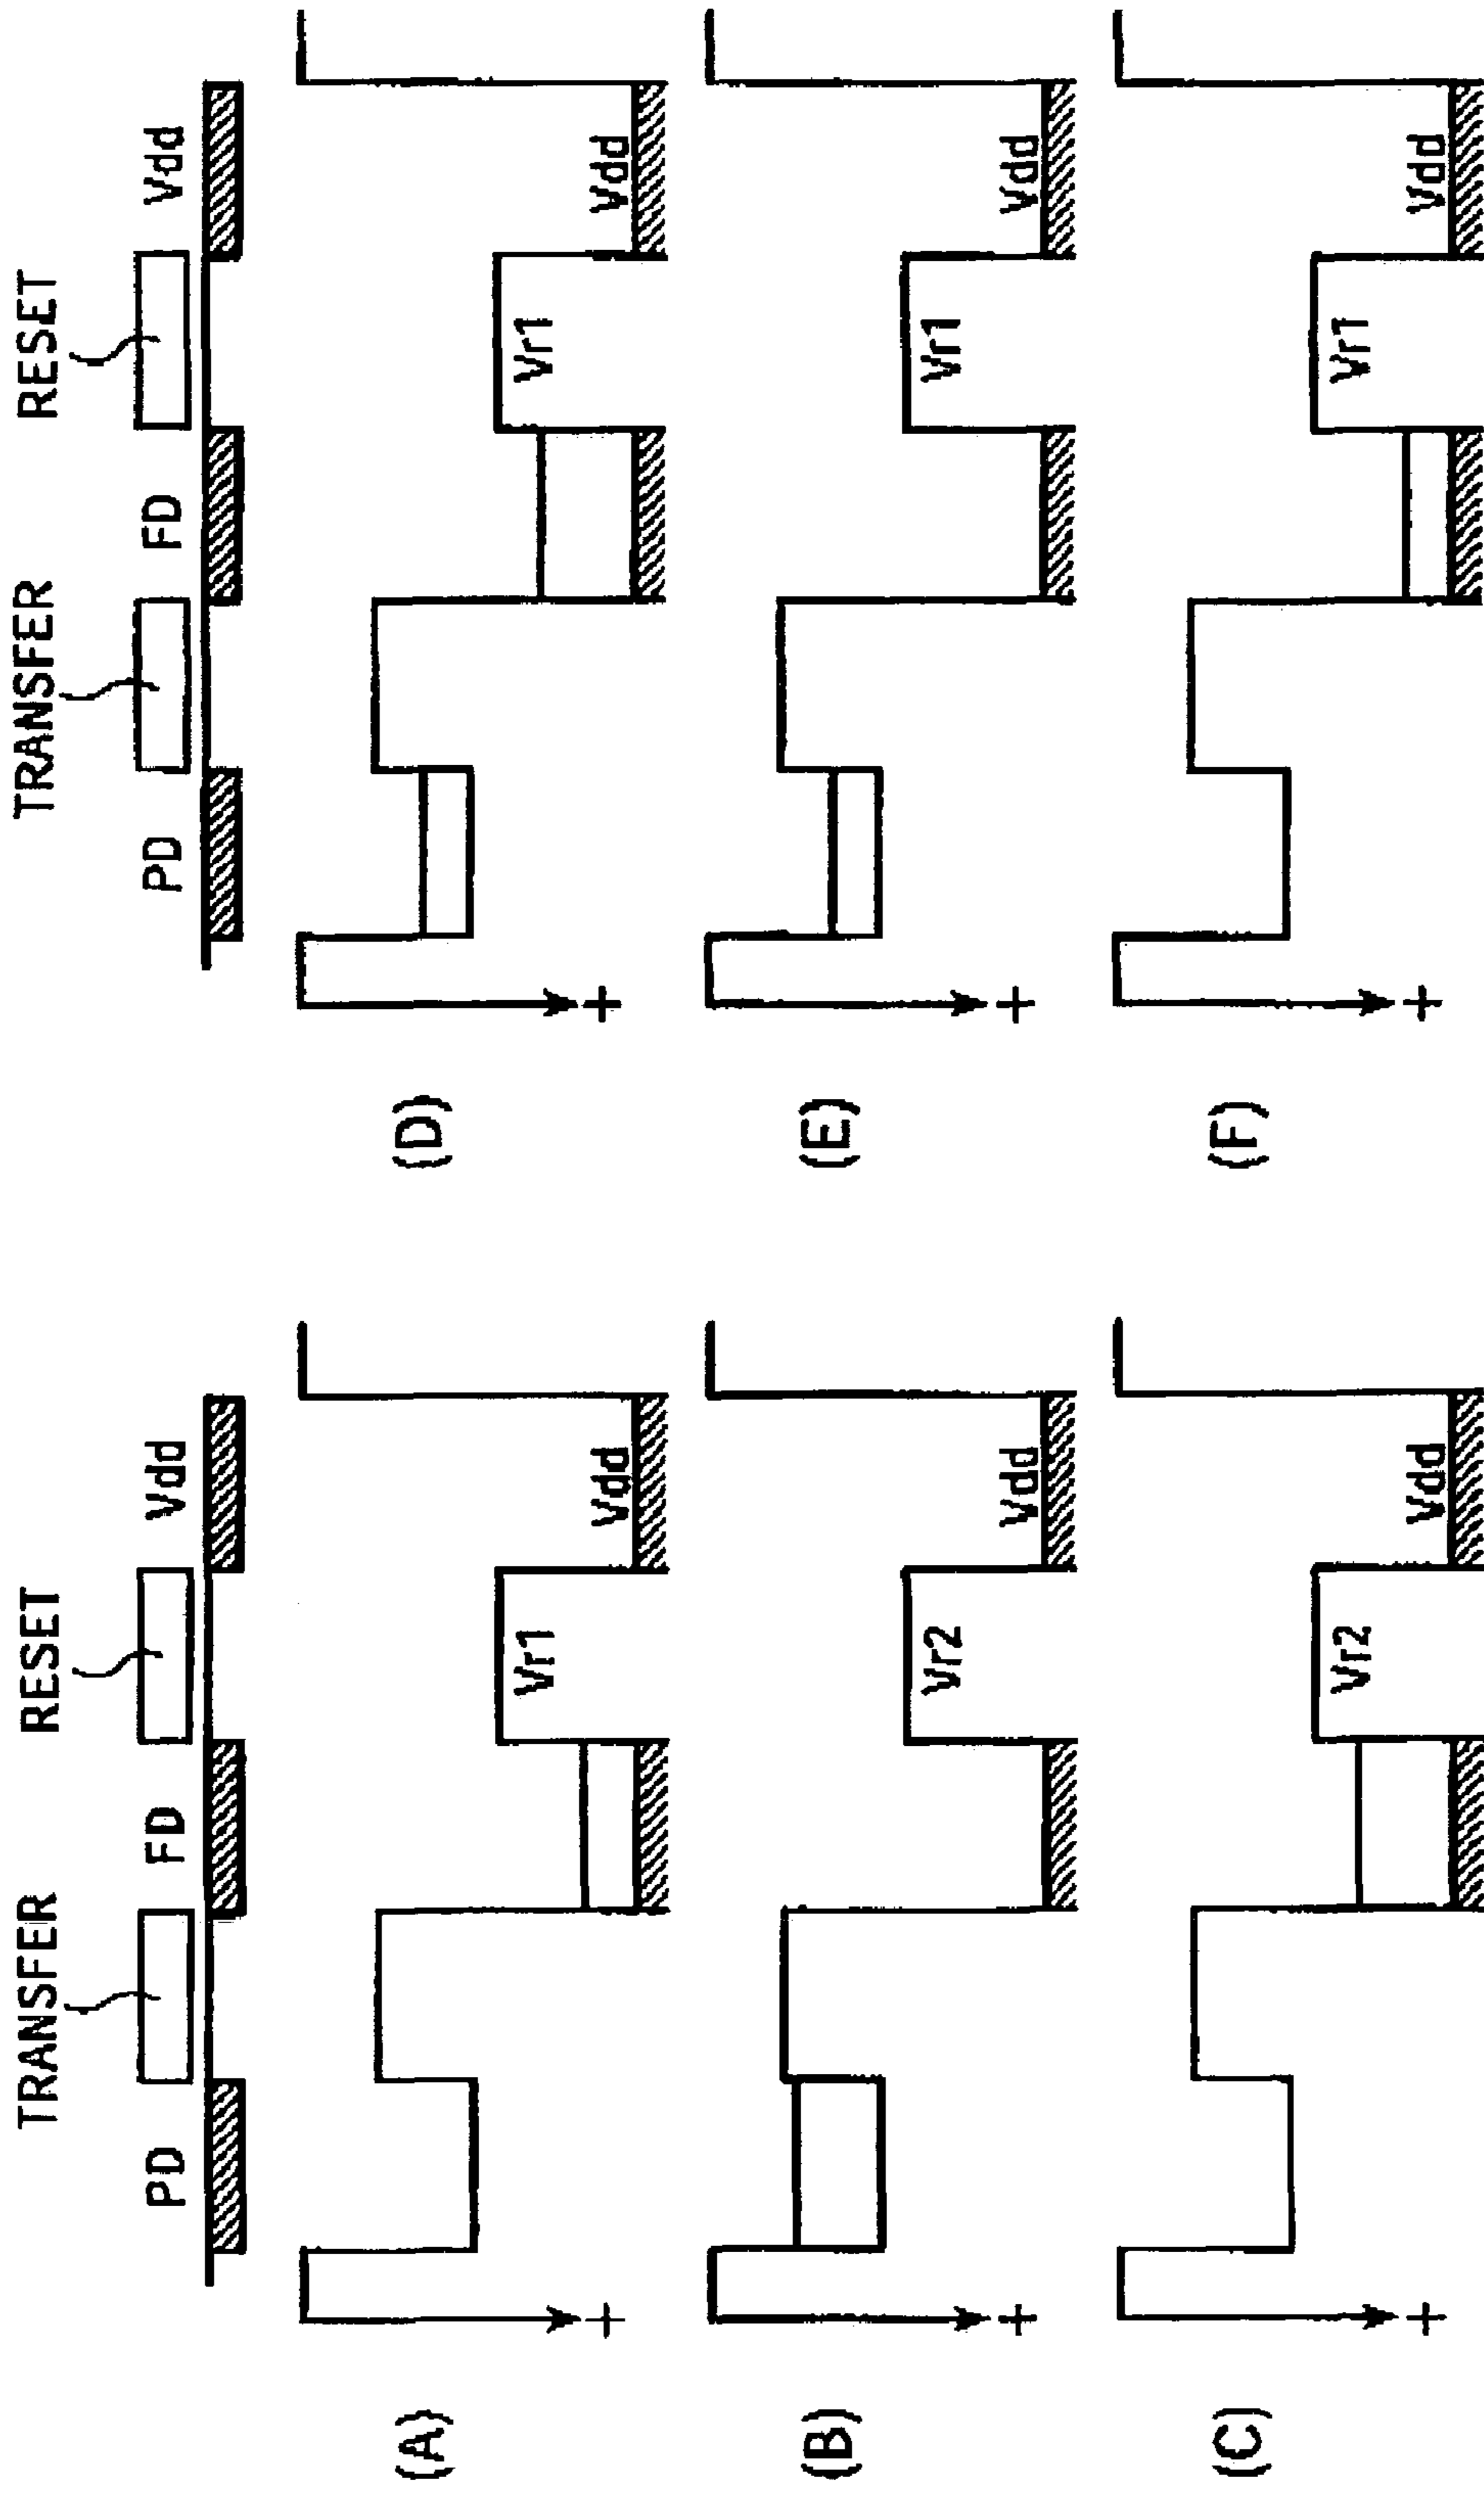 TRANSFER RESET
PD FD Vdd
(A)
Vr1
Vdd
+
(B)
Vr2
Vdd
+
(C)
Vr2
Vdd
+
TRANSFER RESET
PD FD Vdd
(D)
Vr1
Vdd
+
(E)
Vr1
Vdd
+
(F)
Vr1
Vdd
+